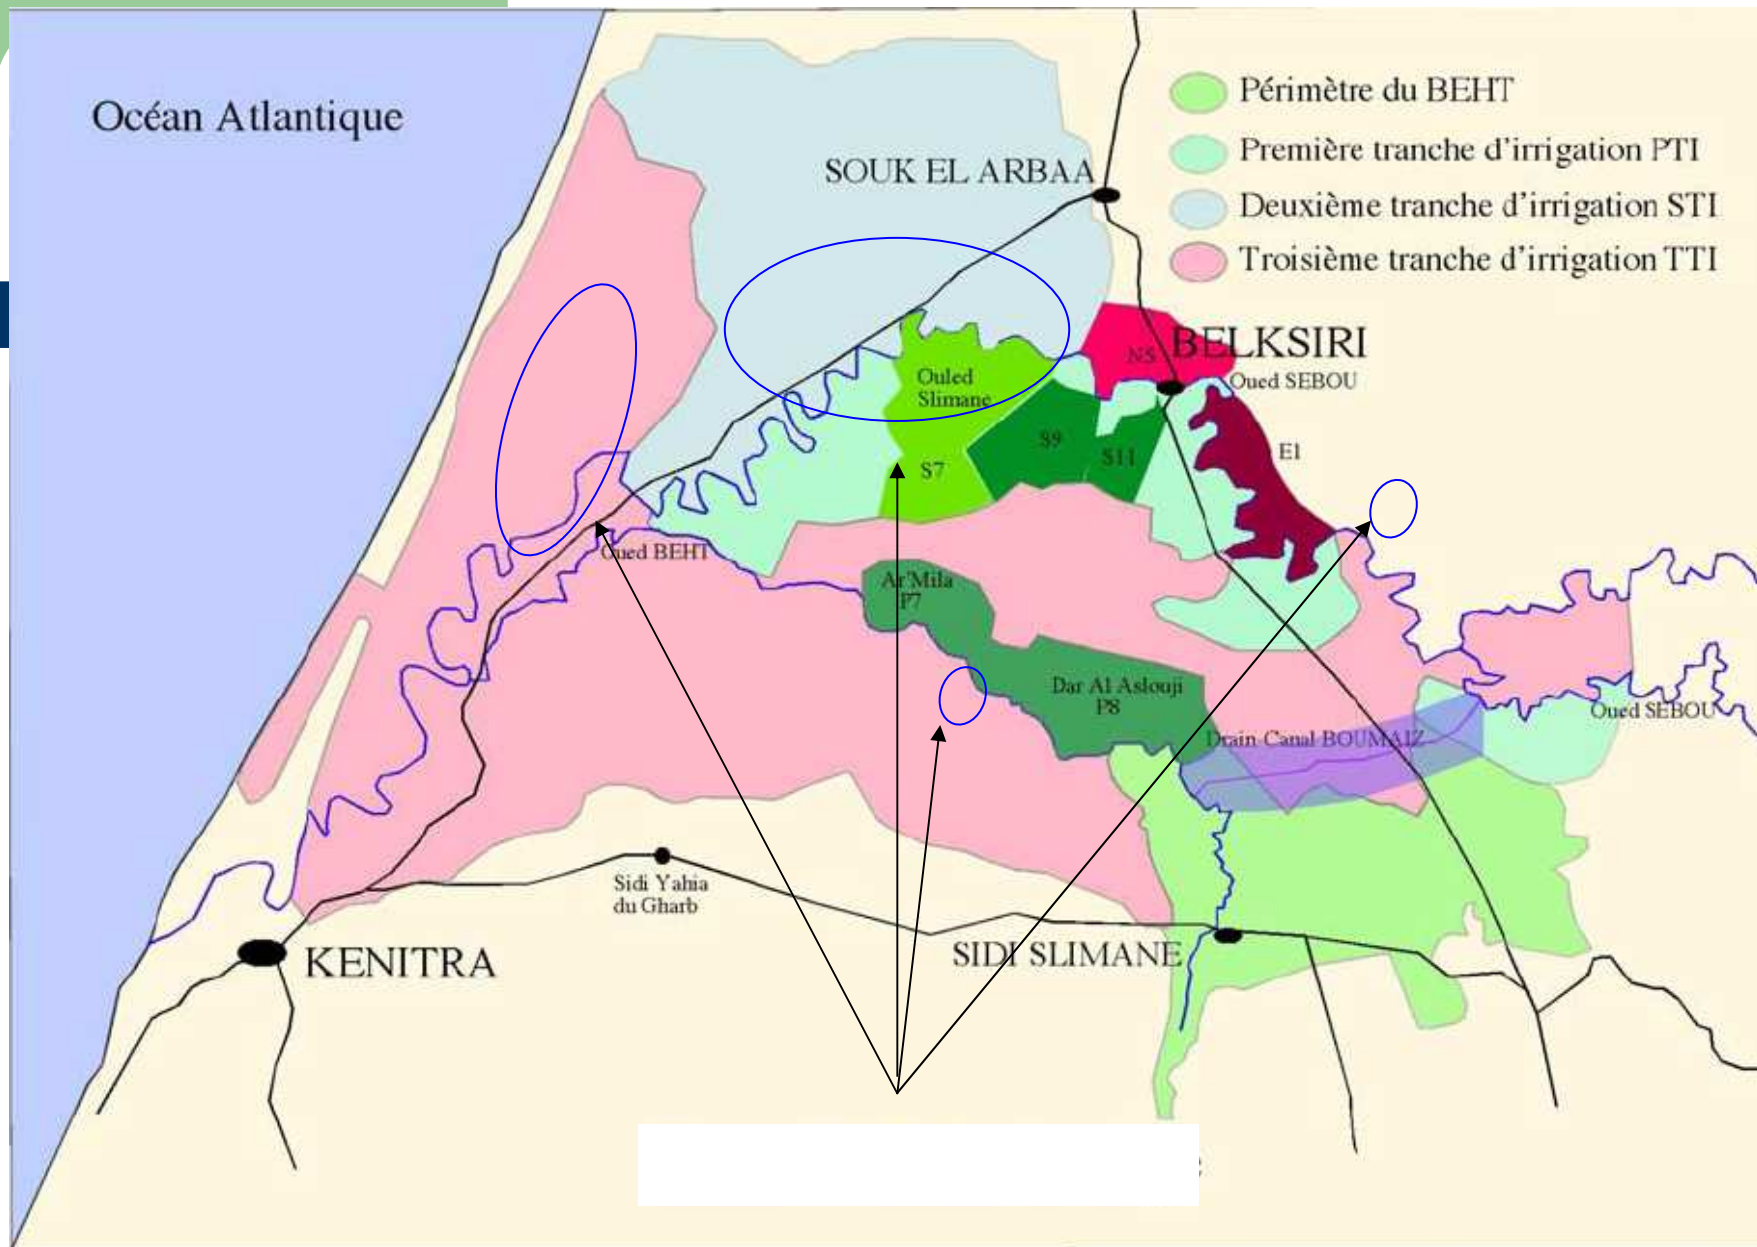 Océan Atlantique
Périmètre du BEHT
Première tranche d'irrigation PTI
Deuxième tranche d'irrigation STI
Troisième tranche d'irrigation TTI
SOUK EL ARBAA
N5
BELKSIRI
Oued SEBOU
Ouled
Slimane
S9
S11
S7
E1
Oued BEHT
Ar'Mila
P7
Dar Al Aslouji
P8
Oued SEBOU
Drain Canal BOUMAIZ
Sidi Yahia
du Gharb
KENITRA
SIDI SLIMANE